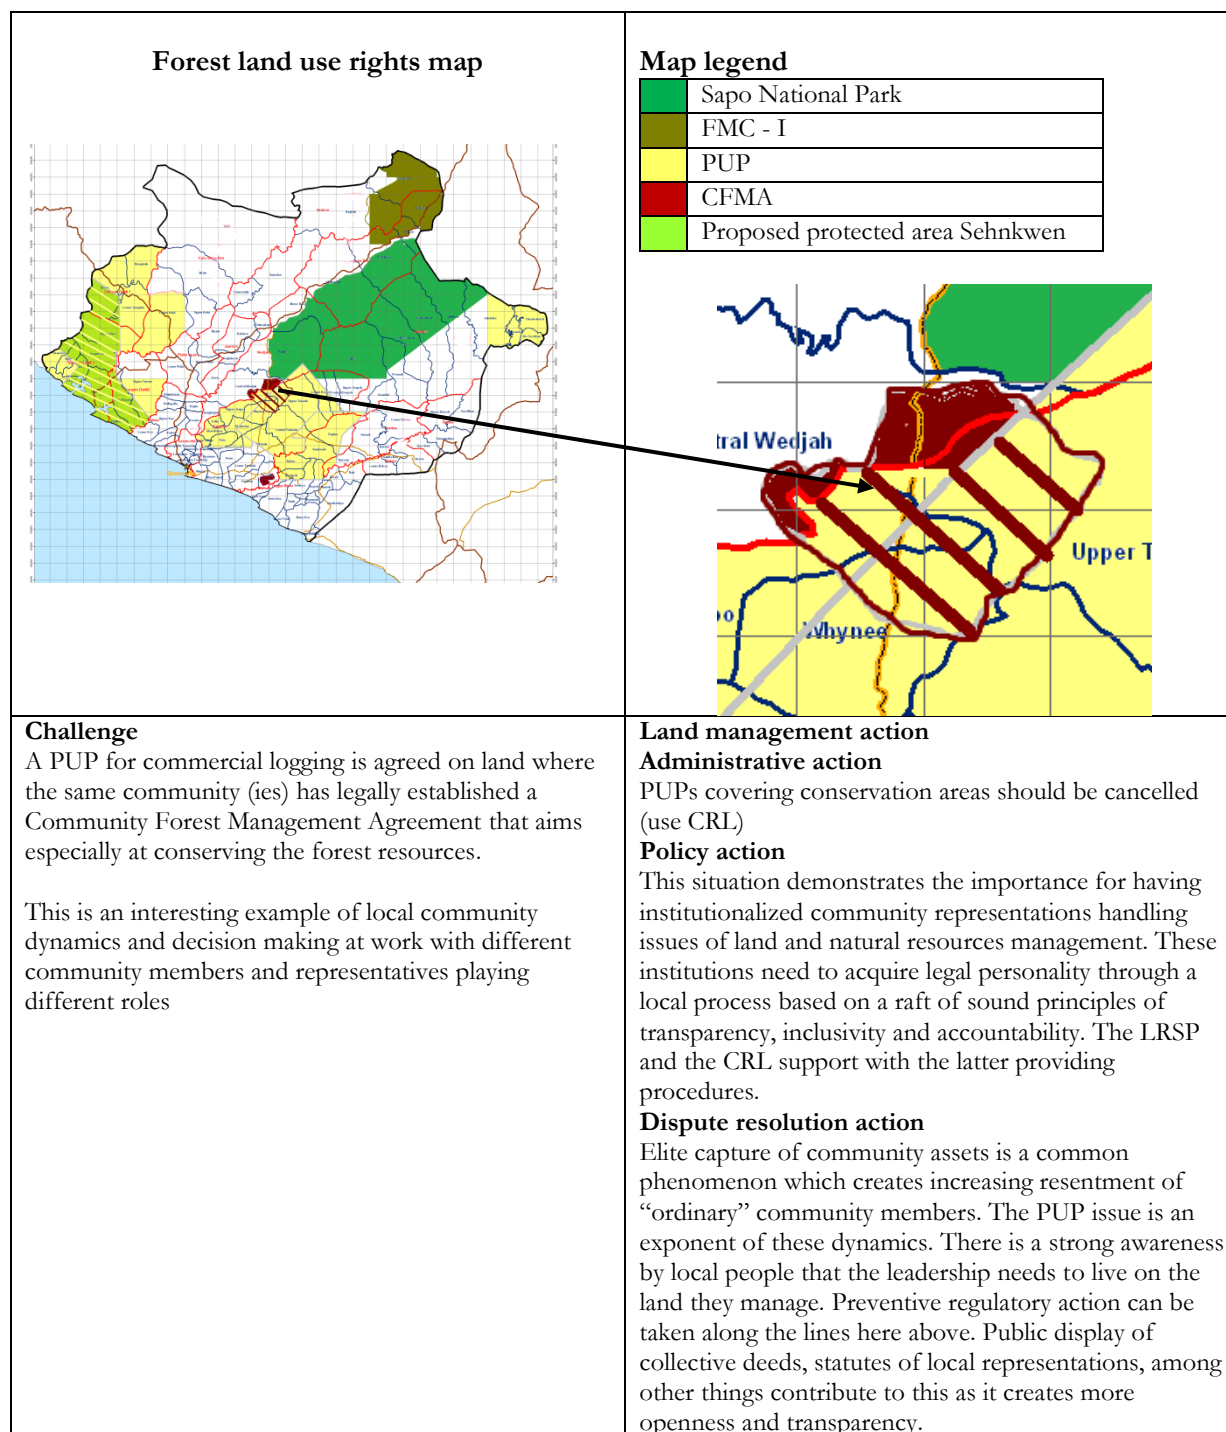 Forest land use rights map
Map legend
Sapo National Park
FMC - I
PUP
CFMA
Proposed protected area Sehnkwen
tral Wedjah
Upper T
Whynee
Challenge
A PUP for commercial logging is agreed on land where
the same community (ies) has legally established a
Community Forest Management Agreement that aims
especially at conserving the forest resources.
This is an interesting example of local community
dynamics and decision making at work with different
community members and representatives playing
different roles
Land management action
Administrative action
PUPs covering conservation areas should be cancelled
(use CRL)
Policy action
This situation demonstrates the importance for having
institutionalized community representations handling
issues of land and natural resources management. These
institutions need to acquire legal personality through a
local process based on a raft of sound principles of
transparency, inclusivity and accountability. The LRSP
and the CRL support with the latter providing
procedures.
Dispute resolution action
Elite capture of community assets is a common
phenomenon which creates increasing resentment of
“ordinary” community members. The PUP issue is an
exponent of these dynamics. There is a strong awareness
by local people that the leadership needs to live on the
land they manage. Preventive regulatory action can be
taken along the lines here above. Public display of
collective deeds, statutes of local representations, among
other things contribute to this as it creates more
openness and transparency.